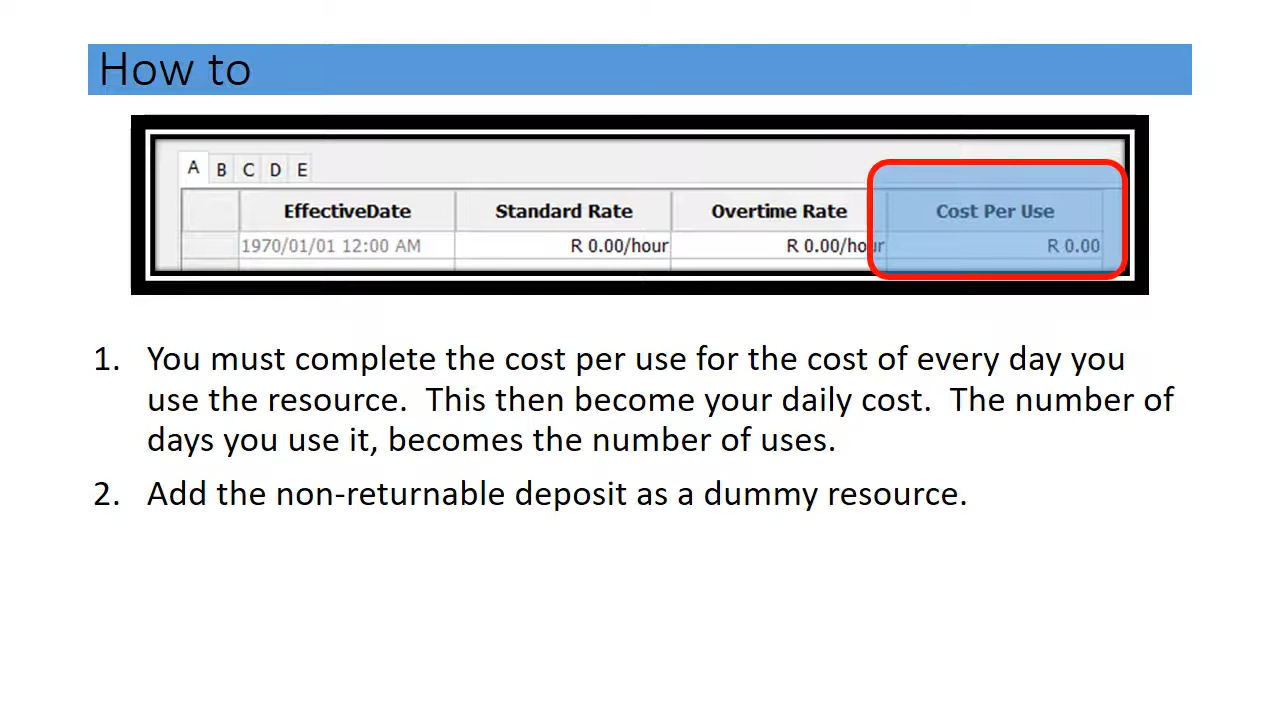 How to
A B C D E
EffectiveDate Standard Rate Overtime Rate Cost Per Use
1970/01/01 12:00 AM R 0.00/hour R 0.00/hour R 0.00
1. You must complete the cost per use for the cost of every day you
use the resource. This then become your daily cost. The number of
days you use it, becomes the number of uses.
2. Add the non-returnable deposit as a dummy resource.